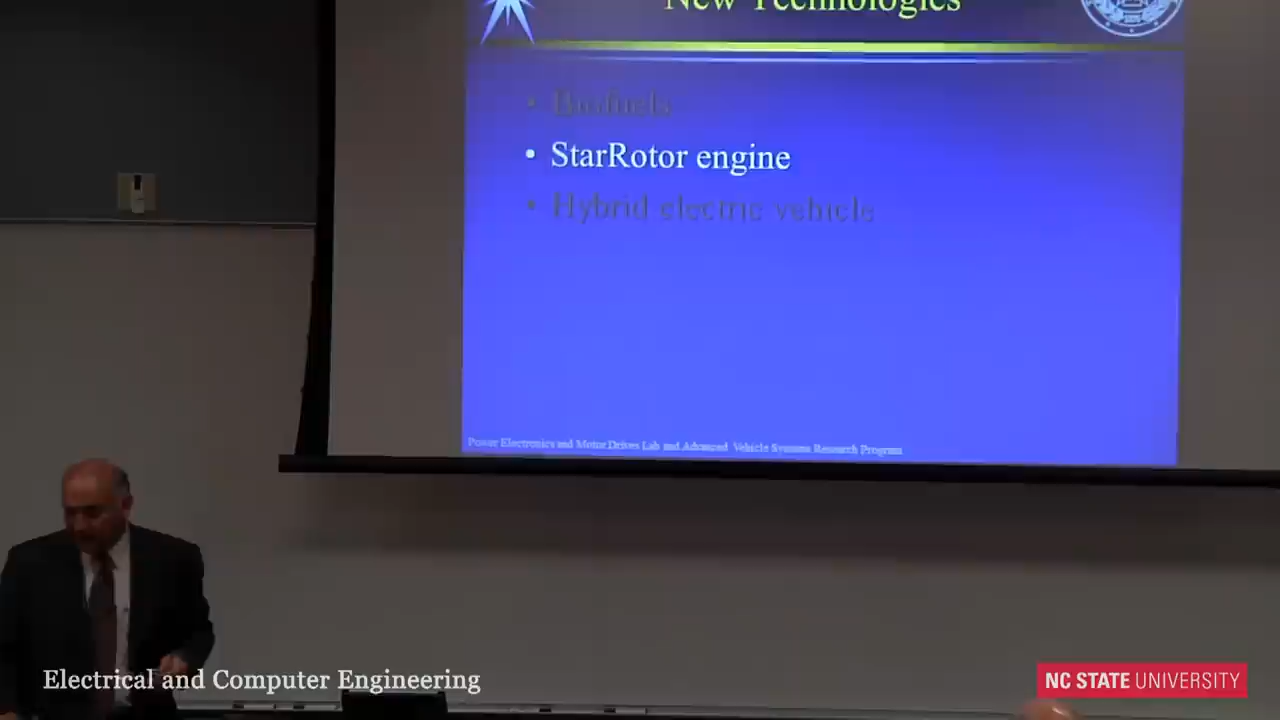 New Technologies
• Biofuels
• StarRotor engine
• Hybrid electric vehicle
Power Electronics and Motor Drives Lab and Advanced Vehicle Systems Research Program
Electrical and Computer Engineering
NC STATE UNIVERSITY